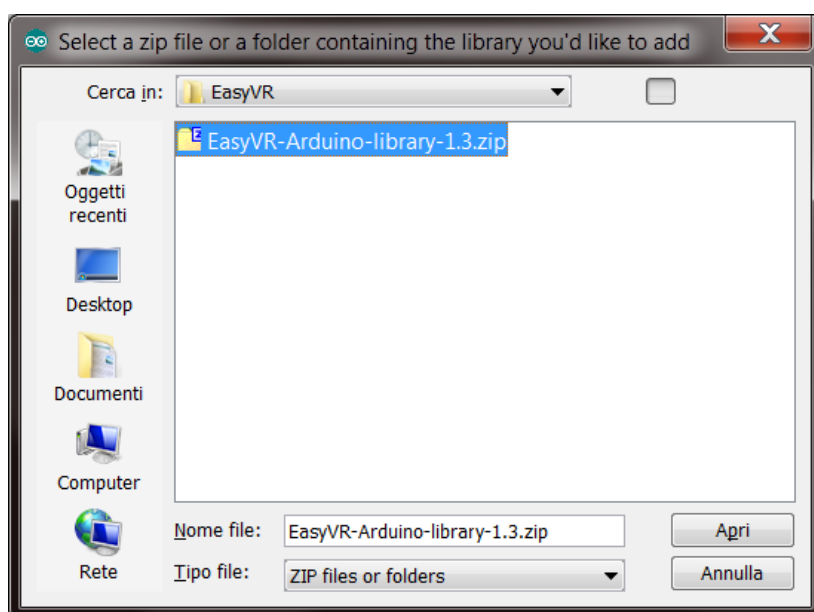 Select a zip file or a folder containing the library you'd like to add
Cerca in:
EasyVR
EasyVR-Arduino-library-1.3.zip
Oggetti
recenti
Desktop
Documenti
Computer
Rete
Nome file:
EasyVR-Arduino-library-1.3.zip
Apri
Tipo file:
ZIP files or folders
Annulla